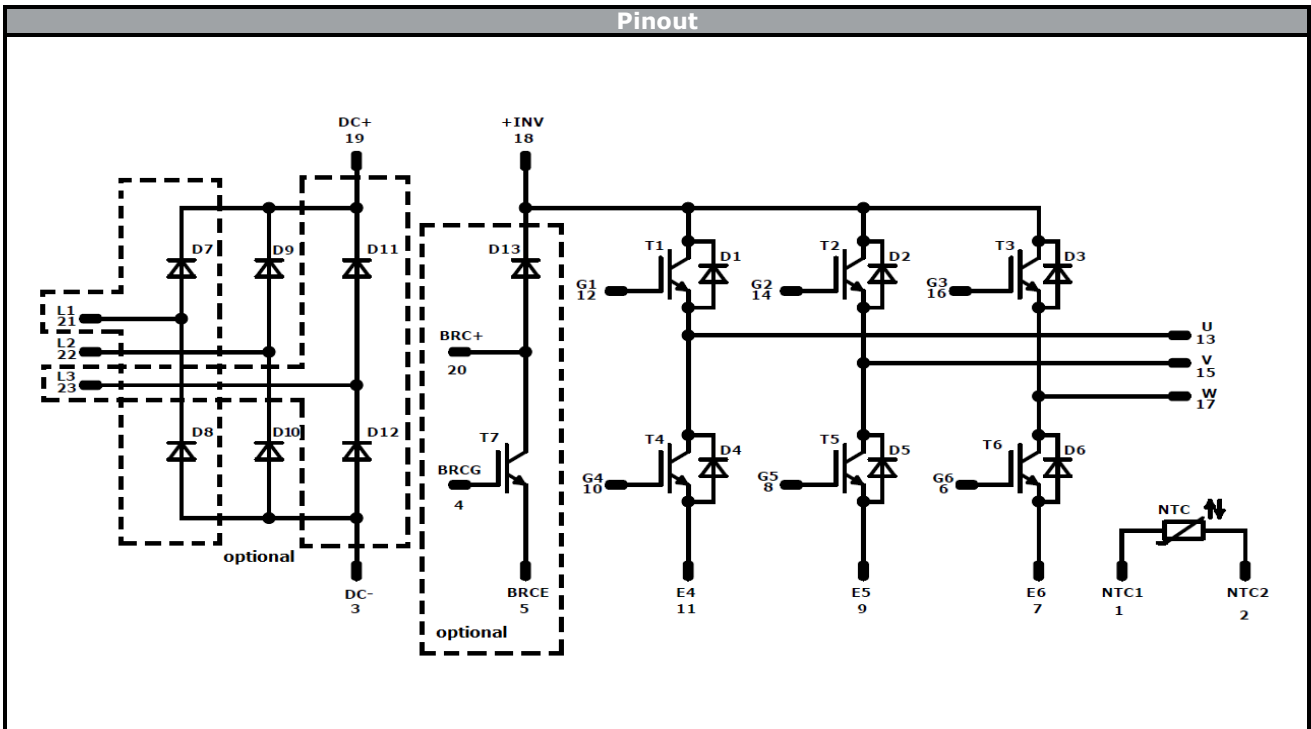 Pinout
DC+
19
+INV
18
D7
D9
D11
D13
T1
D1
T2
D2
T3
D3
G1
12
G2
14
G3
16
L1
21
L2
22
L3
23
BRC+
20
U
13
V
15
W
17
D8
D10
D12
T7
T4
D4
T5
D5
T6
D6
BRCG
4
G4
10
G5
8
G6
6
NTC
optional
DC-
3
BRCE
5
E4
11
E5
9
E6
7
NTC1
1
NTC2
2
optional